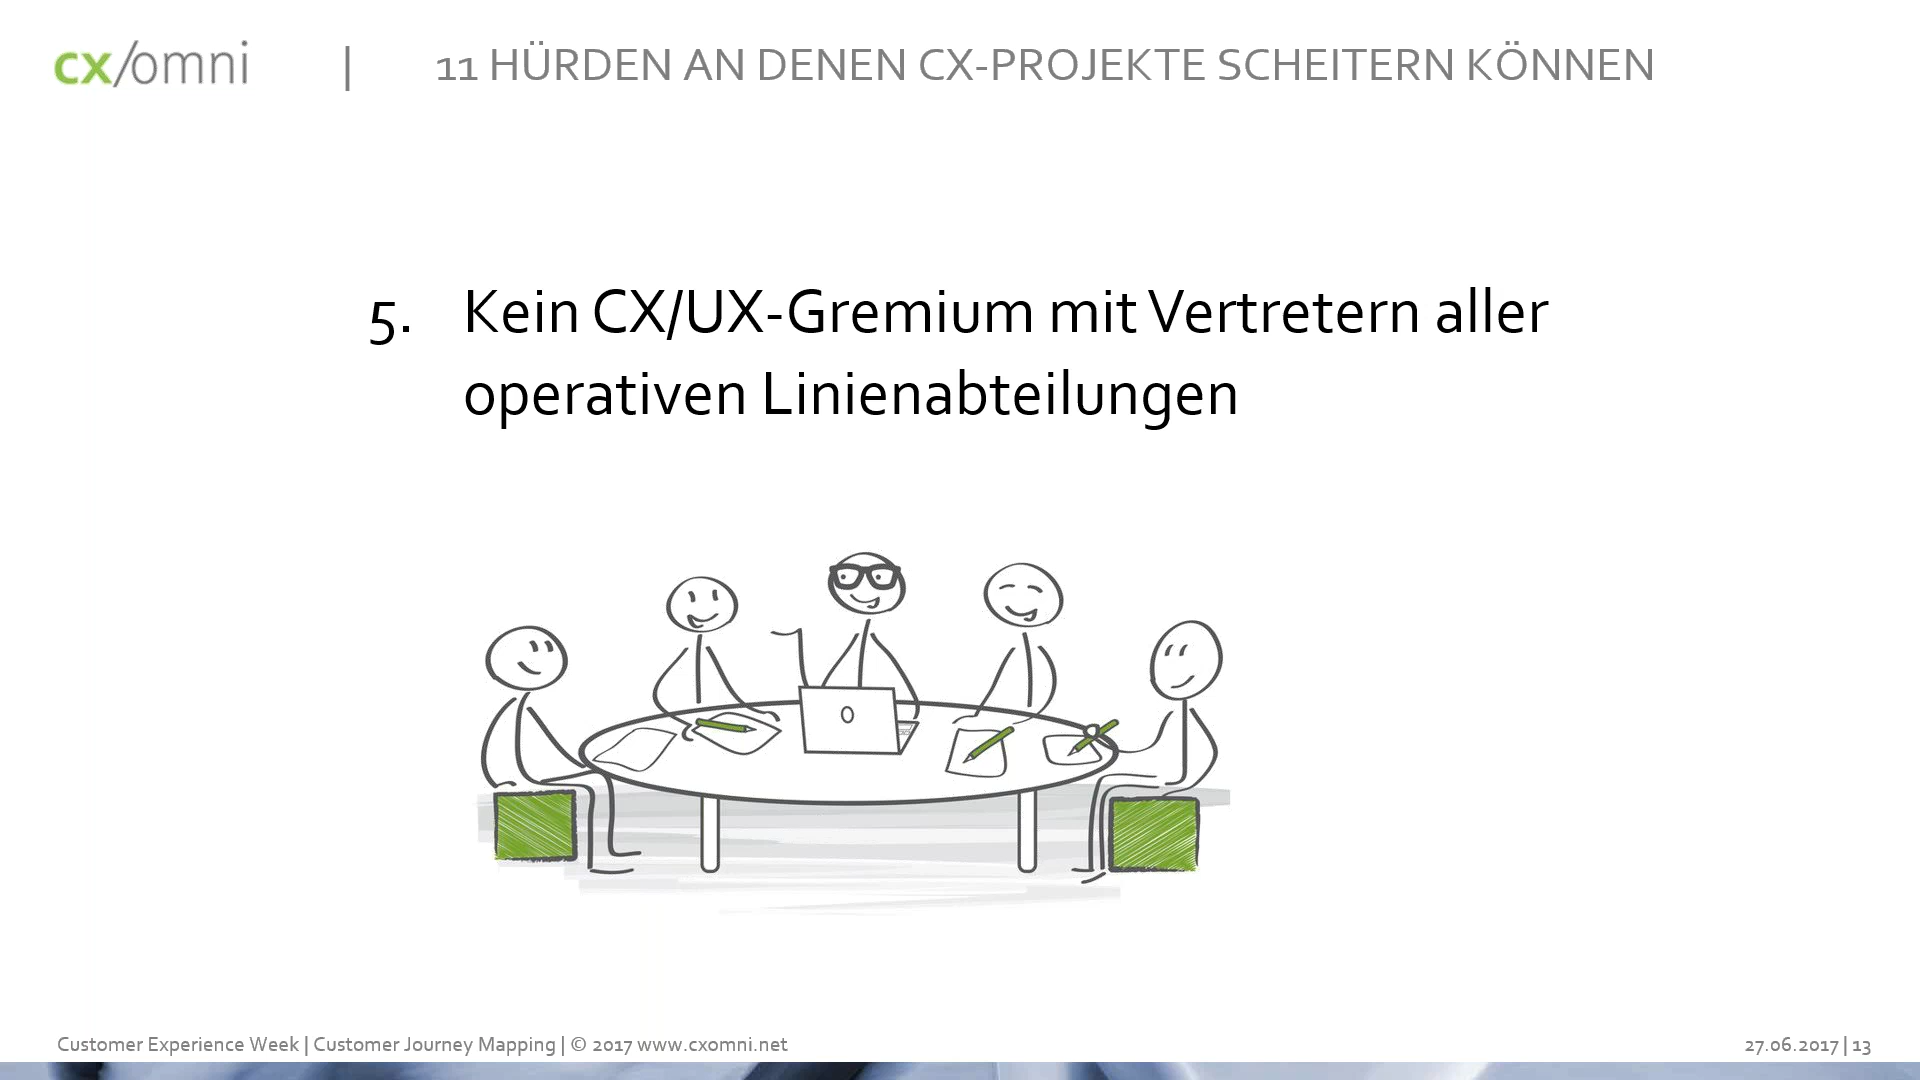 cx/omni | 11 HÜRDEN AN DENEN CX-PROJEKTE SCHEITERN KÖNNEN
5. Kein CX/UX-Gremium mit Vertretern aller
operativen Linienabteilungen
Customer Experience Week | Customer Journey Mapping | © 2017 www.cxomni.net 27.06.2017 | 13